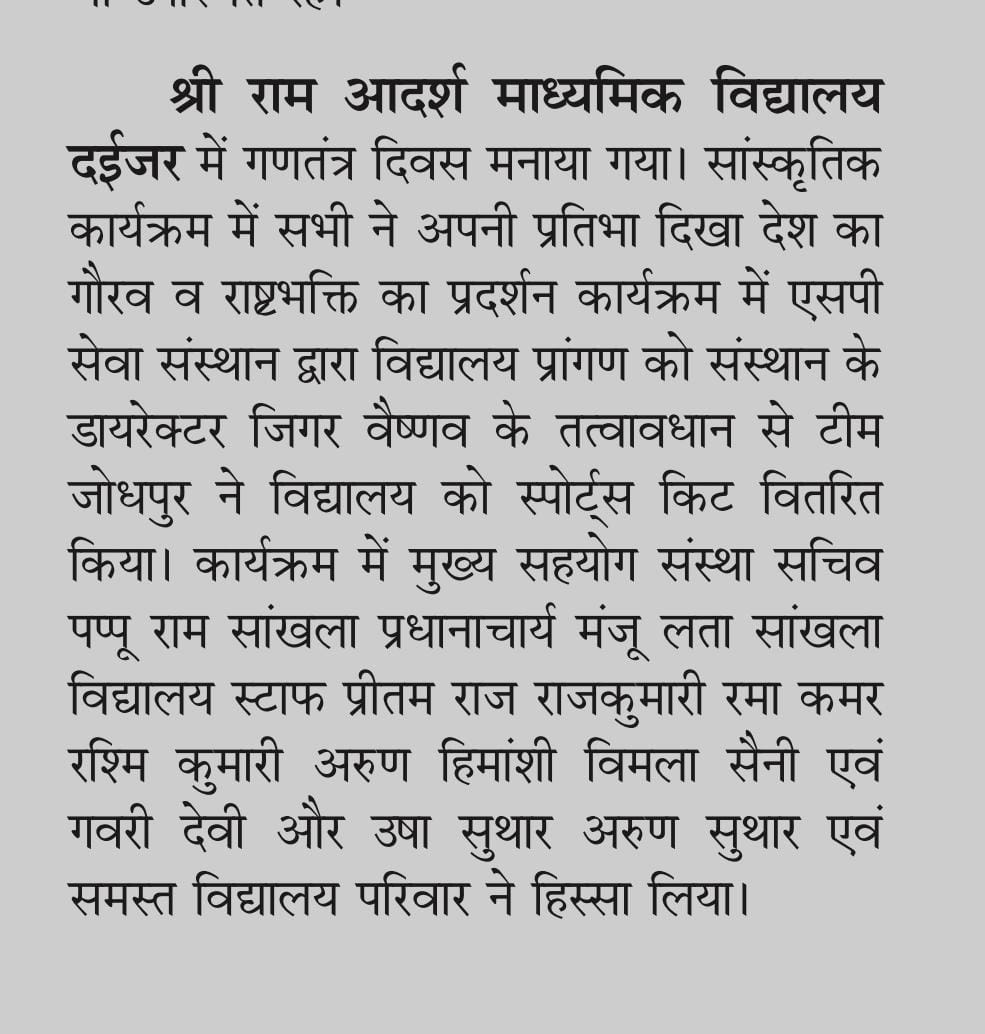 श्री राम आदर्श माध्यमिक विद्यालय
दईजर में गणतंत्र दिवस मनाया गया। सांस्कृतिक
कार्यक्रम में सभी ने अपनी प्रतिभा दिखा देश का
गौरव व राष्ट्रभक्ति का प्रदर्शन कार्यक्रम में एसपी
सेवा संस्थान द्वारा विद्यालय प्रांगण को संस्थान के
डायरेक्टर जिगर वैष्णव के तत्वावधान से टीम
जोधपुर ने विद्यालय को स्पोर्ट्स किट वितरित
किया। कार्यक्रम में मुख्य सहयोग संस्था सचिव
पप्पू राम सांखला प्रधानाचार्य मंजू लता सांखला
विद्यालय स्टाफ प्रीतम राज राजकुमारी रमा कमर
रश्मि कुमारी अरुण हिमांशी विमला सैनी एवं
गवरी देवी और उषा सुथार अरुण सुथार एवं
समस्त विद्यालय परिवार ने हिस्सा लिया।